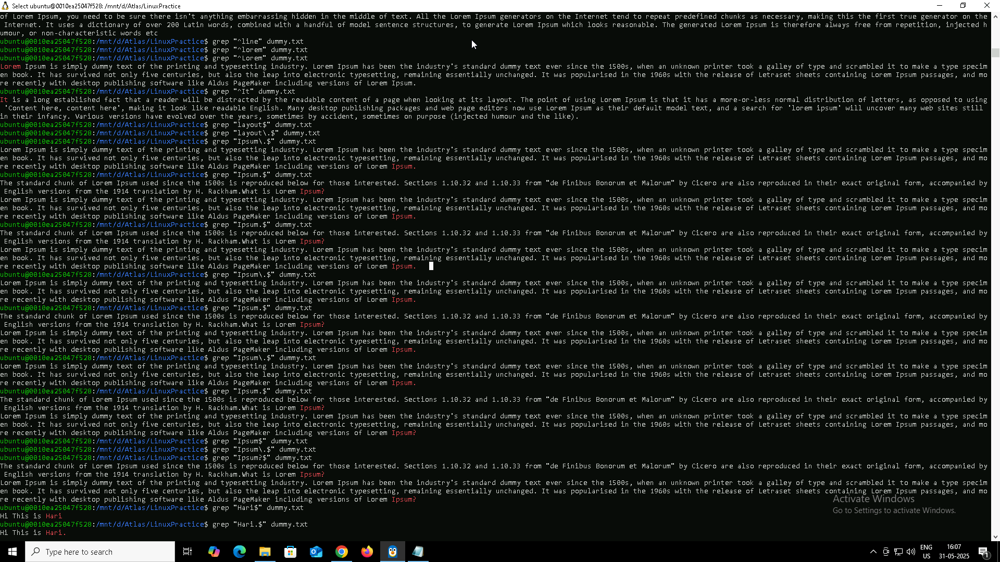 Select ubuntu@0010ea25047f528: /mnt/d/Atlas/LinuxPractice
of Lorem Ipsum, you need to be sure there isn't anything embarrassing hidden in the middle of text. All the Lorem Ipsum generators on the Internet tend to repeat predefined chunks as necessary, making this the first true generator on the
Internet. It uses a dictionary of over 200 Latin words, combined with a handful of model sentence structures, to generate Lorem Ipsum which looks reasonable. The generated Lorem Ipsum is therefore always free from repetition, injected h
umour, or non-characteristic words etc
ubuntu@0010ea25047f528:/mnt/d/Atlas/LinuxPractice$ grep "^line" dummy.txt
ubuntu@0010ea25047f528:/mnt/d/Atlas/LinuxPractice$ grep "^lorem" dummy.txt
ubuntu@0010ea25047f528:/mnt/d/Atlas/LinuxPractice$ grep "^Lorem" dummy.txt
Lorem Ipsum is simply dummy text of the printing and typesetting industry. Lorem Ipsum has been the industry's standard dummy text ever since the 1500s, when an unknown printer took a galley of type and scrambled it to make a type specim
en book. It has survived not only five centuries, but also the leap into electronic typesetting, remaining essentially unchanged. It was popularised in the 1960s with the release of Letraset sheets containing Lorem Ipsum passages, and mo
re recently with desktop publishing software like Aldus PageMaker including versions of Lorem Ipsum.
ubuntu@0010ea25047f528:/mnt/d/Atlas/LinuxPractice$ grep "^It" dummy.txt
It is a long established fact that a reader will be distracted by the readable content of a page when looking at its layout. The point of using Lorem Ipsum is that it has a more-or-less normal distribution of letters, as opposed to using
'Content here, content here', making it look like readable English. Many desktop publishing packages and web page editors now use Lorem Ipsum as their default model text, and a search for 'lorem ipsum' will uncover many web sites still
in their infancy. Various versions have evolved over the years, sometimes by accident, sometimes on purpose (injected humour and the like).
ubuntu@0010ea25047f528:/mnt/d/Atlas/LinuxPractice$ grep "layout$" dummy.txt
ubuntu@0010ea25047f528:/mnt/d/Atlas/LinuxPractice$ grep "layout\.$" dummy.txt
ubuntu@0010ea25047f528:/mnt/d/Atlas/LinuxPractice$ grep "Ipsum\.$" dummy.txt
Lorem Ipsum is simply dummy text of the printing and typesetting industry. Lorem Ipsum has been the industry's standard dummy text ever since the 1500s, when an unknown printer took a galley of type and scrambled it to make a type specim
en book. It has survived not only five centuries, but also the leap into electronic typesetting, remaining essentially unchanged. It was popularised in the 1960s with the release of Letraset sheets containing Lorem Ipsum passages, and mo
re recently with desktop publishing software like Aldus PageMaker including versions of Lorem Ipsum.
ubuntu@0010ea25047f528:/mnt/d/Atlas/LinuxPractice$ grep "Ipsum.$" dummy.txt
The standard chunk of Lorem Ipsum used since the 1500s is reproduced below for those interested. Sections 1.10.32 and 1.10.33 from "de Finibus Bonorum et Malorum" by Cicero are also reproduced in their exact original form, accompanied by
English versions from the 1914 translation by H. Rackham.What is Lorem Ipsum?
Lorem Ipsum is simply dummy text of the printing and typesetting industry. Lorem Ipsum has been the industry's standard dummy text ever since the 1500s, when an unknown printer took a galley of type and scrambled it to make a type specim
en book. It has survived not only five centuries, but also the leap into electronic typesetting, remaining essentially unchanged. It was popularised in the 1960s with the release of Letraset sheets containing Lorem Ipsum passages, and mo
re recently with desktop publishing software like Aldus PageMaker including versions of Lorem Ipsum.
ubuntu@0010ea25047f528:/mnt/d/Atlas/LinuxPractice$ grep "Ipsum.$" dummy.txt
The standard chunk of Lorem Ipsum used since the 1500s is reproduced below for those interested. Sections 1.10.32 and 1.10.33 from "de Finibus Bonorum et Malorum" by Cicero are also reproduced in their exact original form, accompanied by
English versions from the 1914 translation by H. Rackham.What is Lorem Ipsum?
Lorem Ipsum is simply dummy text of the printing and typesetting industry. Lorem Ipsum has been the industry's standard dummy text ever since the 1500s, when an unknown printer took a galley of type and scrambled it to make a type specim
en book. It has survived not only five centuries, but also the leap into electronic typesetting, remaining essentially unchanged. It was popularised in the 1960s with the release of Letraset sheets containing Lorem Ipsum passages, and mo
re recently with desktop publishing software like Aldus PageMaker including versions of Lorem Ipsum.
ubuntu@0010ea25047f528:/mnt/d/Atlas/LinuxPractice$ grep "Ipsum\.$" dummy.txt
Lorem Ipsum is simply dummy text of the printing and typesetting industry. Lorem Ipsum has been the industry's standard dummy text ever since the 1500s, when an unknown printer took a galley of type and scrambled it to make a type specim
en book. It has survived not only five centuries, but also the leap into electronic typesetting, remaining essentially unchanged. It was popularised in the 1960s with the release of Letraset sheets containing Lorem Ipsum passages, and mo
re recently with desktop publishing software like Aldus PageMaker including versions of Lorem Ipsum.
ubuntu@0010ea25047f528:/mnt/d/Atlas/LinuxPractice$ grep "Ipsum.$" dummy.txt
The standard chunk of Lorem Ipsum used since the 1500s is reproduced below for those interested. Sections 1.10.32 and 1.10.33 from "de Finibus Bonorum et Malorum" by Cicero are also reproduced in their exact original form, accompanied by
English versions from the 1914 translation by H. Rackham.What is Lorem Ipsum?
Lorem Ipsum is simply dummy text of the printing and typesetting industry. Lorem Ipsum has been the industry's standard dummy text ever since the 1500s, when an unknown printer took a galley of type and scrambled it to make a type specim
en book. It has survived not only five centuries, but also the leap into electronic typesetting, remaining essentially unchanged. It was popularised in the 1960s with the release of Letraset sheets containing Lorem Ipsum passages, and mo
re recently with desktop publishing software like Aldus PageMaker including versions of Lorem Ipsum.
ubuntu@0010ea25047f528:/mnt/d/Atlas/LinuxPractice$ grep "Ipsum\.$" dummy.txt
Lorem Ipsum is simply dummy text of the printing and typesetting industry. Lorem Ipsum has been the industry's standard dummy text ever since the 1500s, when an unknown printer took a galley of type and scrambled it to make a type specim
en book. It has survived not only five centuries, but also the leap into electronic typesetting, remaining essentially unchanged. It was popularised in the 1960s with the release of Letraset sheets containing Lorem Ipsum passages, and mo
re recently with desktop publishing software like Aldus PageMaker including versions of Lorem Ipsum.
ubuntu@0010ea25047f528:/mnt/d/Atlas/LinuxPractice$ grep "Ipsum.$" dummy.txt
The standard chunk of Lorem Ipsum used since the 1500s is reproduced below for those interested. Sections 1.10.32 and 1.10.33 from "de Finibus Bonorum et Malorum" by Cicero are also reproduced in their exact original form, accompanied by
English versions from the 1914 translation by H. Rackham.What is Lorem Ipsum?
Lorem Ipsum is simply dummy text of the printing and typesetting industry. Lorem Ipsum has been the industry's standard dummy text ever since the 1500s, when an unknown printer took a galley of type and scrambled it to make a type specim
en book. It has survived not only five centuries, but also the leap into electronic typesetting, remaining essentially unchanged. It was popularised in the 1960s with the release of Letraset sheets containing Lorem Ipsum passages, and mo
re recently with desktop publishing software like Aldus PageMaker including versions of Lorem Ipsum?
ubuntu@0010ea25047f528:/mnt/d/Atlas/LinuxPractice$ grep "Ipsum$" dummy.txt
ubuntu@0010ea25047f528:/mnt/d/Atlas/LinuxPractice$ grep "Ipsum\.$" dummy.txt
ubuntu@0010ea25047f528:/mnt/d/Atlas/LinuxPractice$ grep "Ipsum?$" dummy.txt
The standard chunk of Lorem Ipsum used since the 1500s is reproduced below for those interested. Sections 1.10.32 and 1.10.33 from "de Finibus Bonorum et Malorum" by Cicero are also reproduced in their exact original form, accompanied by
English versions from the 1914 translation by H. Rackham.What is Lorem Ipsum?
Lorem Ipsum is simply dummy text of the printing and typesetting industry. Lorem Ipsum has been the industry's standard dummy text ever since the 1500s, when an unknown printer took a galley of type and scrambled it to make a type specim
en book. It has survived not only five centuries, but also the leap into electronic typesetting, remaining essentially unchanged. It was popularised in the 1960s with the release of Letraset sheets containing Lorem Ipsum passages, and mo
re recently with desktop publishing software like Aldus PageMaker including versions of Lorem Ipsum?
ubuntu@0010ea25047f528:/mnt/d/Atlas/LinuxPractice$ grep "Hari$" dummy.txt
Hi This is Hari
ubuntu@0010ea25047f528:/mnt/d/Atlas/LinuxPractice$ grep "Hari.$" dummy.txt
Hi This is Hari.
Activate Windows
Go to Settings to activate Windows.
Type here to search
ENG
US
16:07
31-05-2025
1